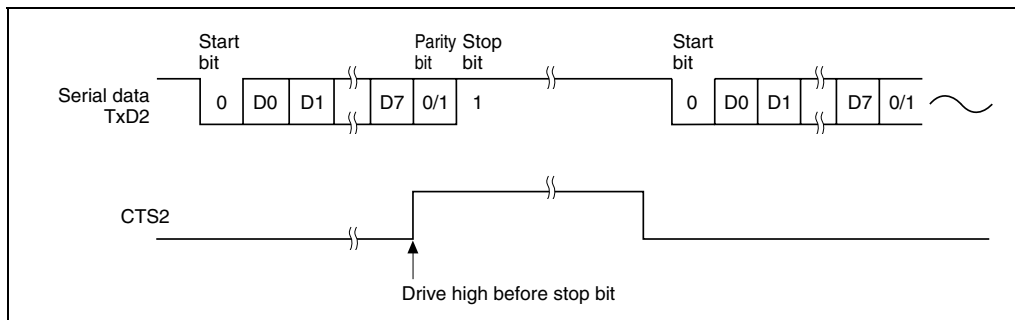 Start bit
Parity bit
Stop bit
Start bit
Serial data TxD2
0 D0 D1 D7 0/1 1 0 D0 D1 D7 0/1
CTS2
Drive high before stop bit